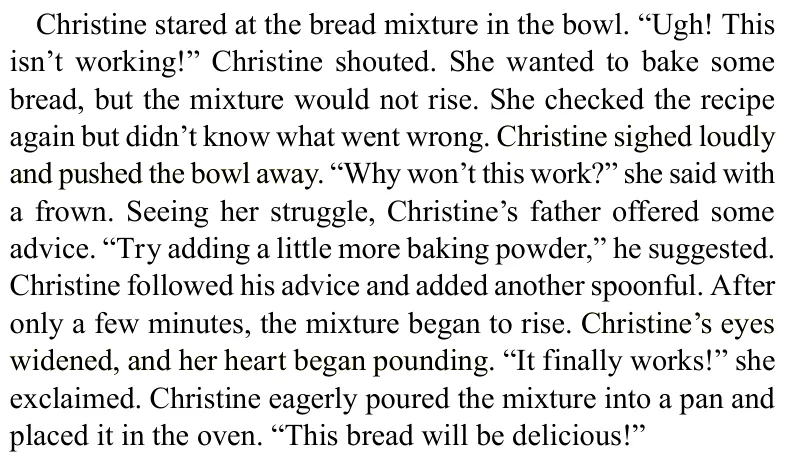 Christine stared at the bread mixture in the bowl. “Ugh! This
isn’t working!” Christine shouted. She wanted to bake some
bread, but the mixture would not rise. She checked the recipe
again but didn’t know what went wrong. Christine sighed loudly
and pushed the bowl away. “Why won’t this work?” she said with
a frown. Seeing her struggle, Christine’s father offered some
advice. “Try adding a little more baking powder,” he suggested.
Christine followed his advice and added another spoonful. After
only a few minutes, the mixture began to rise. Christine’s eyes
widened, and her heart began pounding. “It finally works!” she
exclaimed. Christine eagerly poured the mixture into a pan and
placed it in the oven. “This bread will be delicious!”